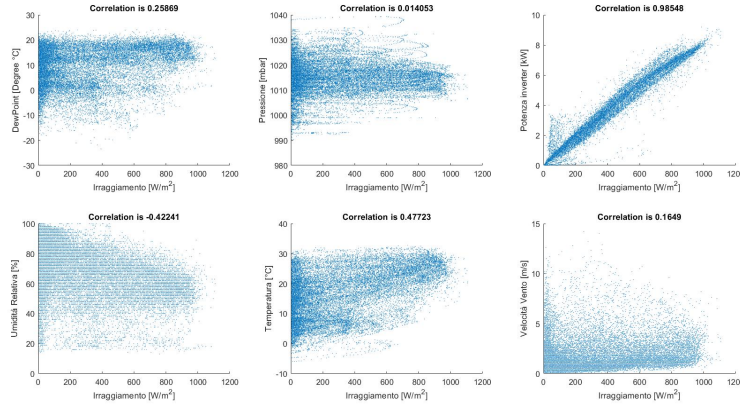 Correlation is 0.25869
30
20
10
0
-10
-20
-30
DewPoint [Degree °C]
0 200 400 600 800 1000 1200
Irraggiamento [W/m²]
Correlation is 0.014053
1040
1030
1020
1010
1000
990
980
Pressione [mbar]
0 200 400 600 800 1000 1200
Irraggiamento [W/m²]
Correlation is 0.98548
10
8
6
4
2
0
Potenza inverter [kW]
0 200 400 600 800 1000 1200
Irraggiamento [W/m²]
Correlation is -0.42241
100
80
60
40
20
0
Umidità Relativa [%]
0 200 400 600 800 1000 1200
Irraggiamento [W/m²]
Correlation is 0.47723
40
30
20
10
0
-10
Temperatura [°C]
0 200 400 600 800 1000 1200
Irraggiamento [W/m²]
Correlation is 0.1649
15
10
5
0
Velocità Vento [m/s]
0 200 400 600 800 1000 1200
Irraggiamento [W/m²]